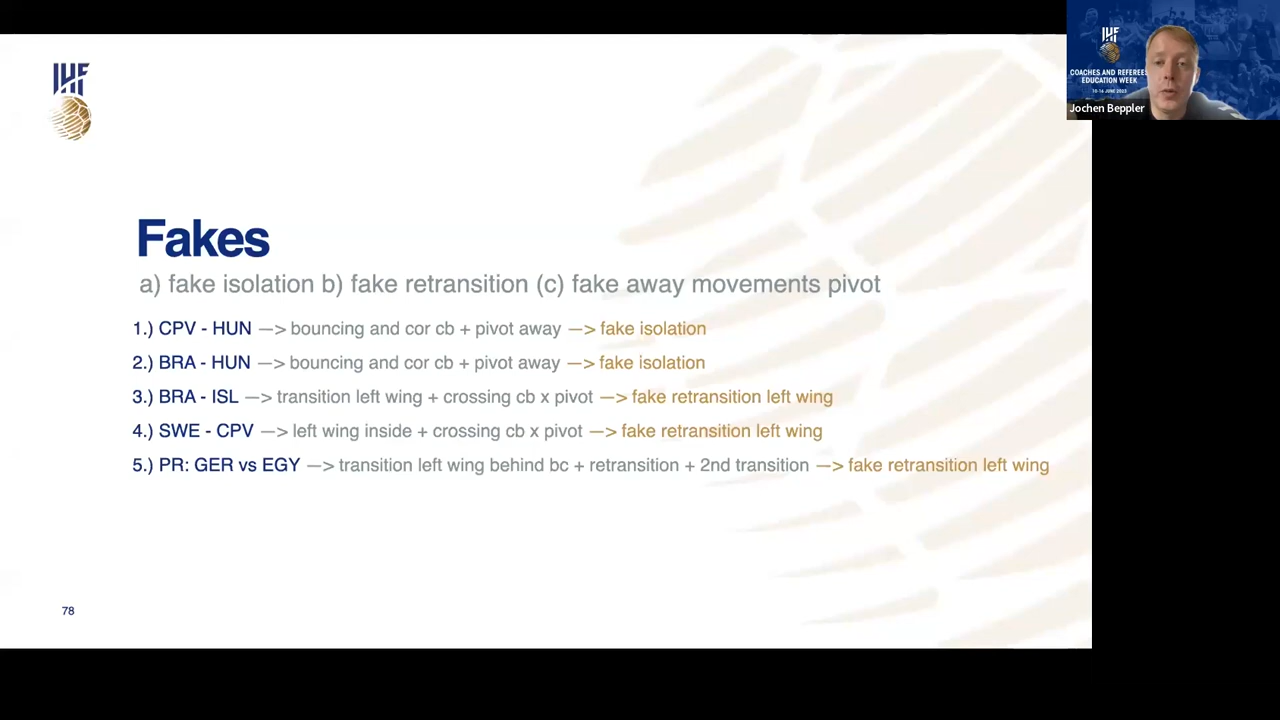 IHF
Fakes
a) fake isolation b) fake retransition (c) fake away movements pivot
1.) CPV - HUN —> bouncing and cor cb + pivot away —> fake isolation
2.) BRA - HUN —> bouncing and cor cb + pivot away —> fake isolation
3.) BRA - ISL —> transition left wing + crossing cb x pivot —> fake retransition left wing
4.) SWE - CPV —> left wing inside + crossing cb x pivot —> fake retransition left wing
5.) PR: GER vs EGY —> transition left wing behind bc + retransition + 2nd transition —> fake retransition left wing
78
IHF
COACHES AND REFEREES
EDUCATION WEEK
10-16 JUNE 2023
Jochen Beppler